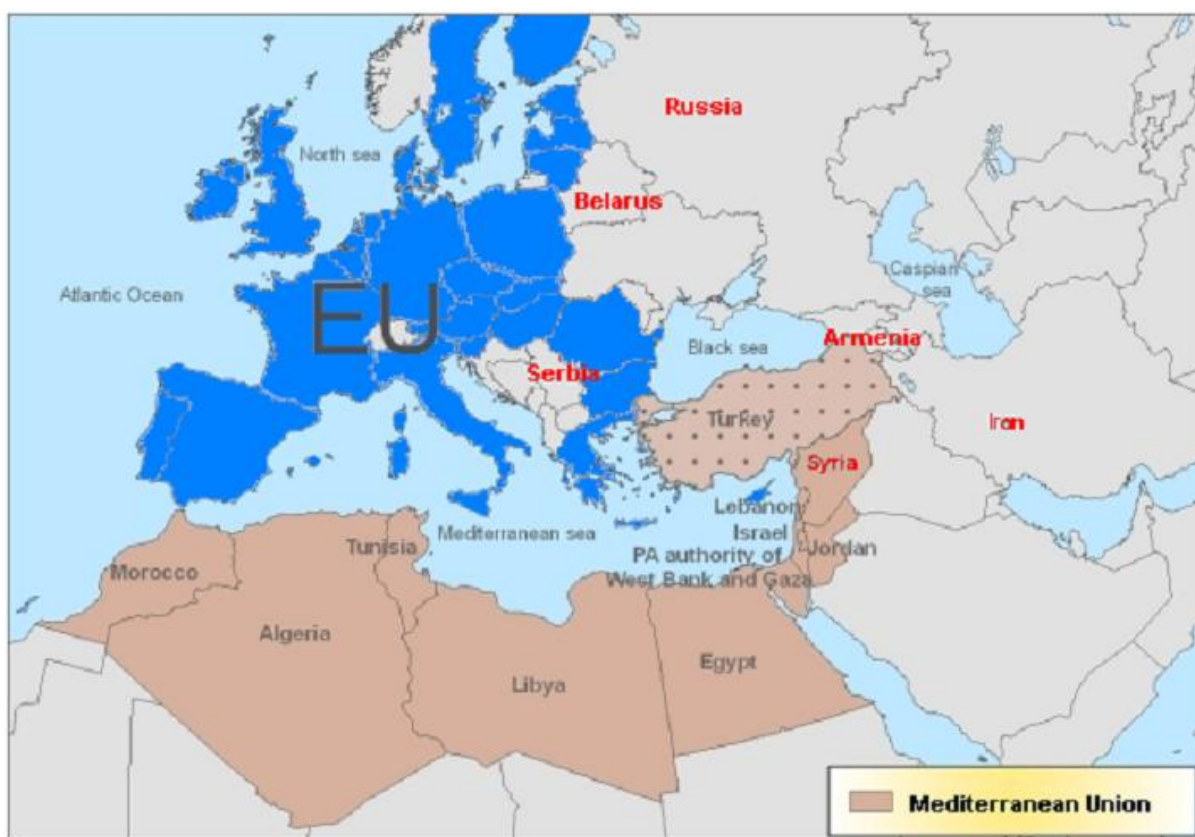 Russia
North sea
Belarus
Atlantic Ocean
EU
Caspian
sea
Black sea
Armenia
Serbia
Turkey
Iran
Syria
Lebanon
Israel
Mediterranean sea
Tunisia
PA authority of
West Bank and Gaza
Jordan
Morocco
Algeria
Egypt
Libya
Mediterranean Union